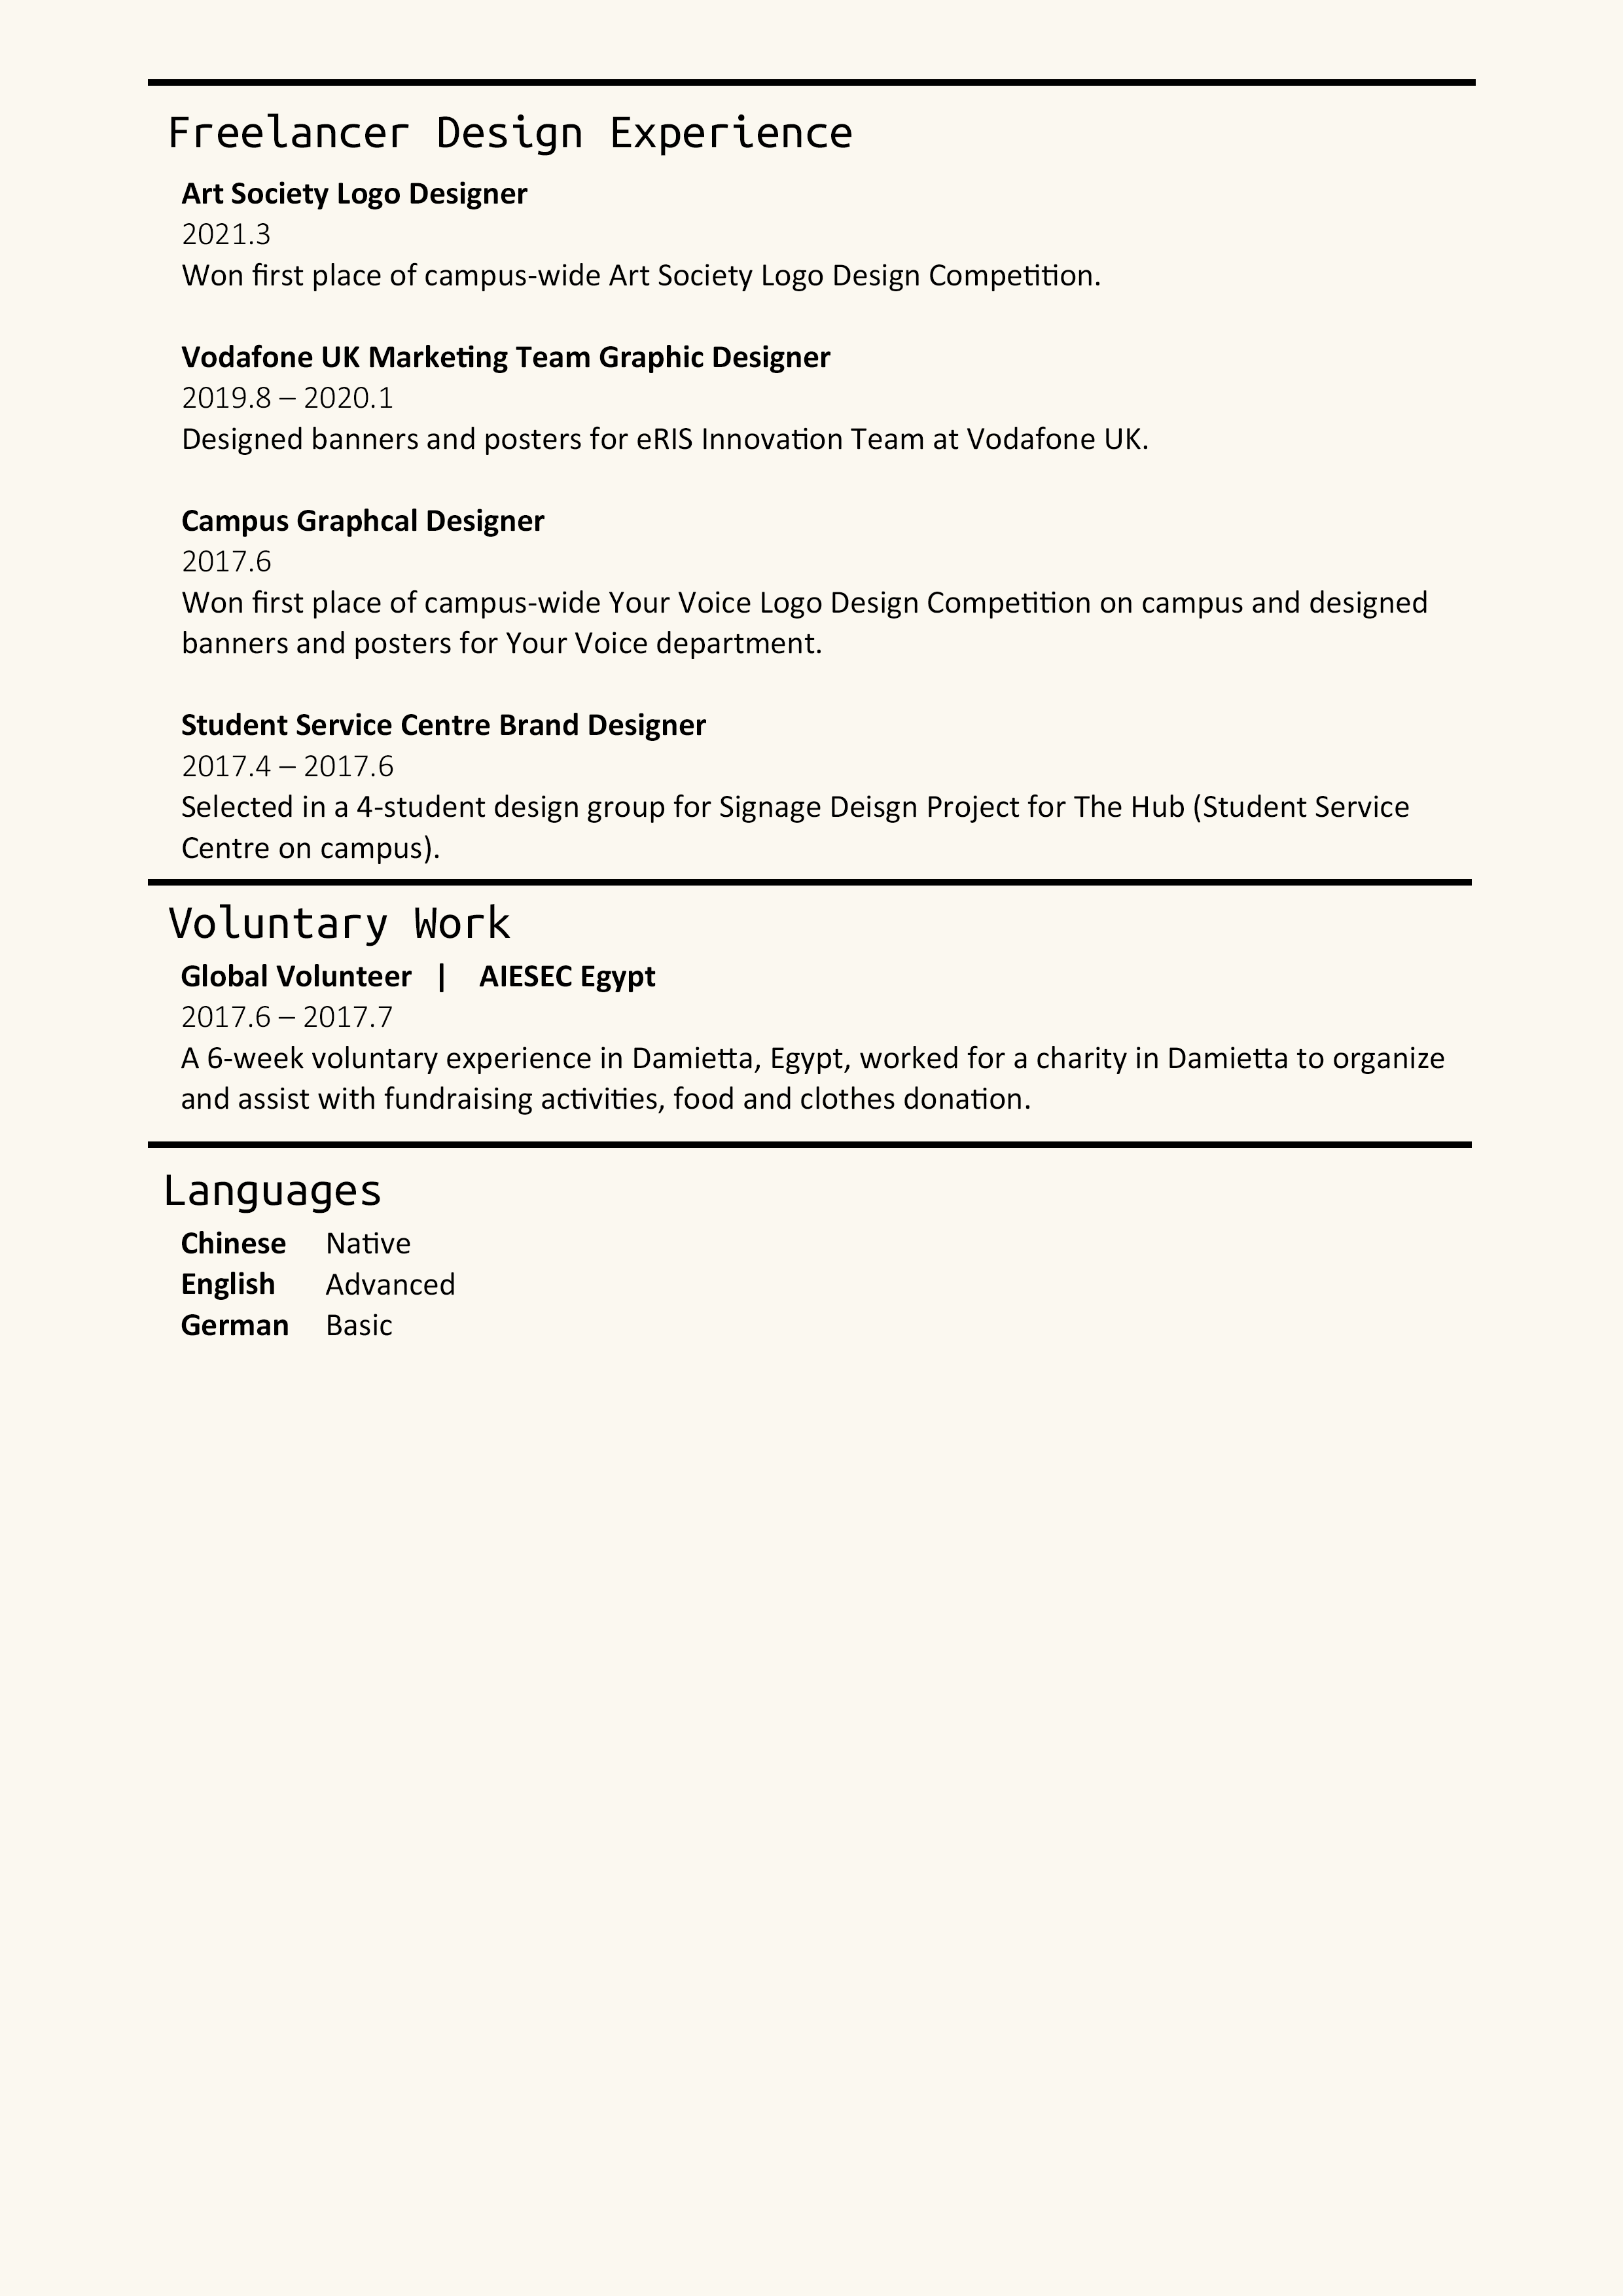 Freelancer Design Experience
Art Society Logo Designer
2021.3
Won first place of campus-wide Art Society Logo Design Competition.
Vodafone UK Marketing Team Graphic Designer
2019.8 – 2020.1
Designed banners and posters for eRIS Innovation Team at Vodafone UK.
Campus Graphcal Designer
2017.6
Won first place of campus-wide Your Voice Logo Design Competition on campus and designed
banners and posters for Your Voice department.
Student Service Centre Brand Designer
2017.4 – 2017.6
Selected in a 4-student design group for Signage Deisgn Project for The Hub (Student Service
Centre on campus).
Voluntary Work
Global Volunteer | AIESEC Egypt
2017.6 – 2017.7
A 6-week voluntary experience in Damietta, Egypt, worked for a charity in Damietta to organize
and assist with fundraising activities, food and clothes donation.
Languages
Chinese Native
English Advanced
German Basic